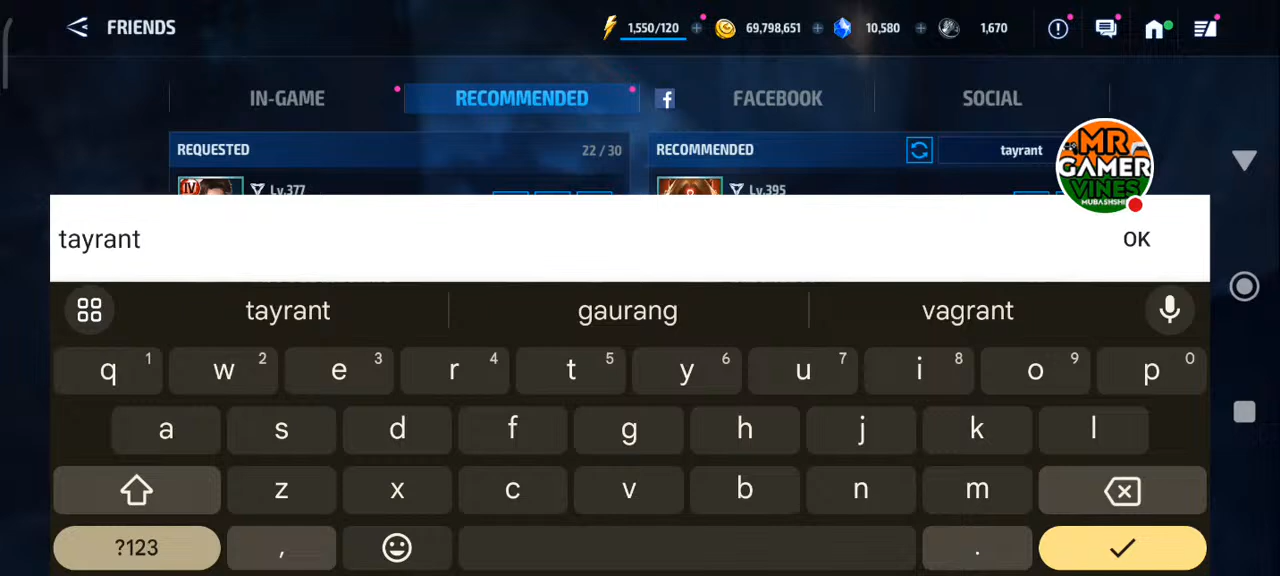 FRIENDS 1,550/120 69,798,651 10,580 1,670
IN-GAME RECOMMENDED FACEBOOK SOCIAL
REQUESTED 22 / 30 RECOMMENDED tayrant
IV Lv.377 Lv.395
MR
GAMER
VINES
MUBASHSHI
tayrant OK
tayrant gaurang vagrant
q 1 w 2 e 3 r 4 t 5 y 6 u 7 i 8 o 9 p 0
a s d f g h j k l
z x c v b n m
?123 , .